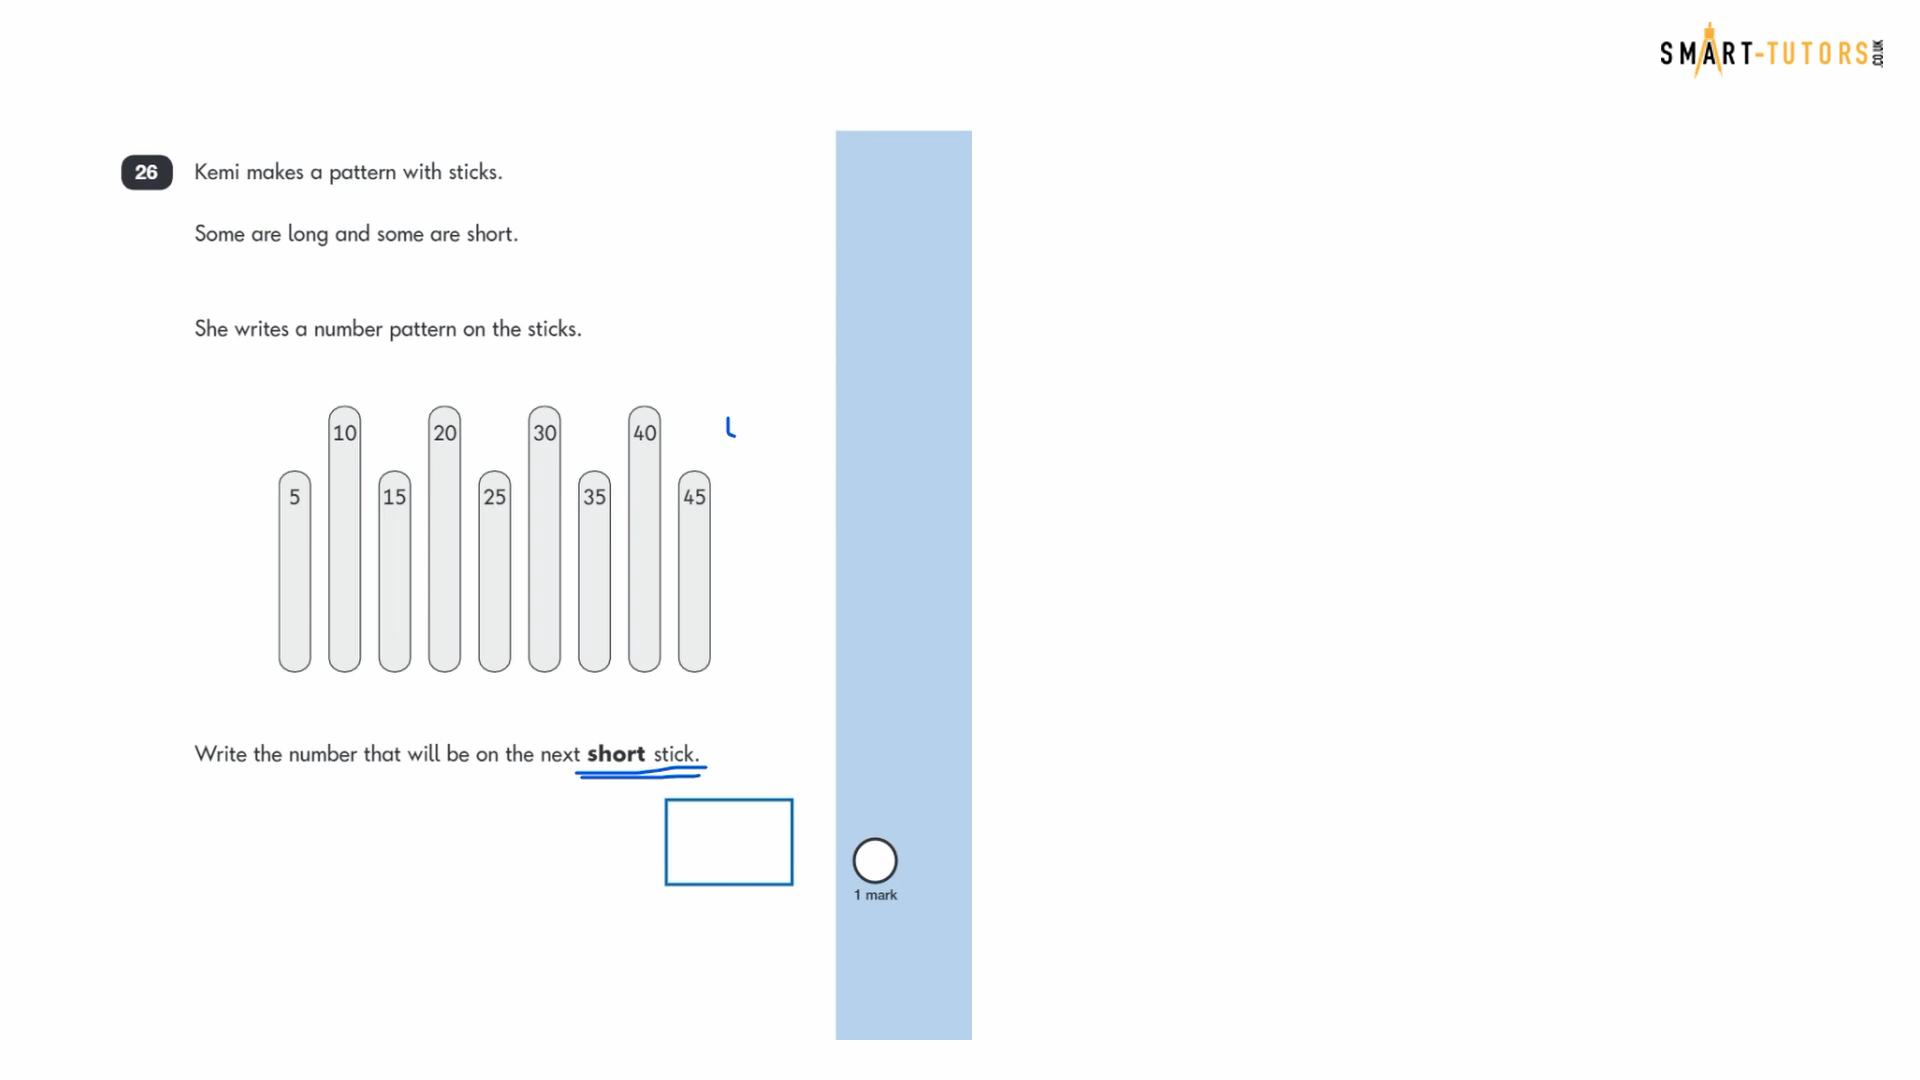 SMART-TUTORS.CO.UK
26 Kemi makes a pattern with sticks.
Some are long and some are short.
She writes a number pattern on the sticks.
10 20 30 40
5 15 25 35 45
Write the number that will be on the next short stick.
1 mark